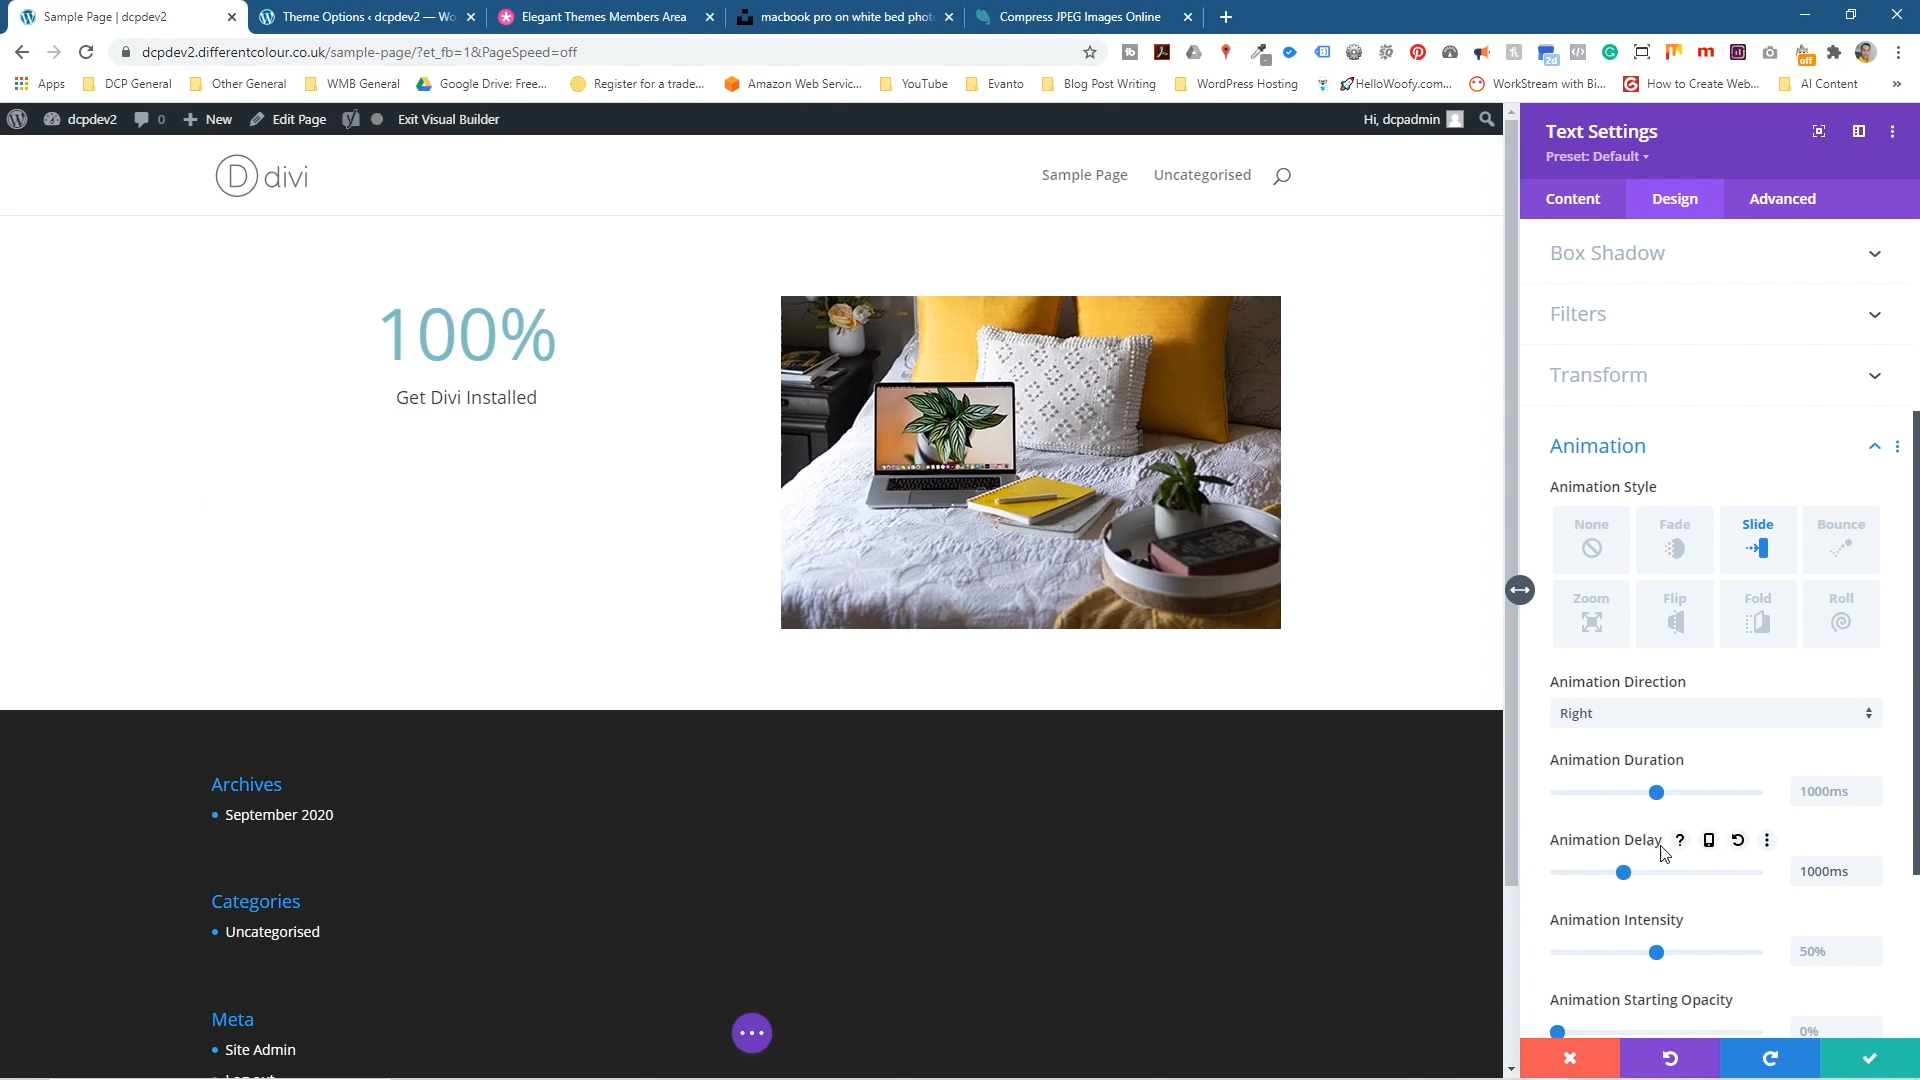 Sample Page | dcpdev2
Theme Options ‹ dcpdev2 — Wo
Elegant Themes Members Area
macbook pro on white bed phot
Compress JPEG Images Online
dcpdev2.differentcolour.co.uk/sample-page/?et_fb=1&PageSpeed=off
2d
off
Apps
DCP General
Other General
WMB General
Google Drive: Free...
Register for a trade...
Amazon Web Servic...
YouTube
Evanto
Blog Post Writing
WordPress Hosting
HelloWoofy.com...
WorkStream with Bi...
How to Create Web...
AI Content
»
dcpdev2
0
New
Edit Page
Exit Visual Builder
Hi, dcpadmin
D divi
Sample Page
Uncategorised
100%
Get Divi Installed
Archives
September 2020
Categories
Uncategorised
Meta
Site Admin
Log out
Text Settings
Preset: Default
Content
Design
Advanced
Box Shadow
Filters
Transform
Animation
Animation Style
None
Fade
Slide
Bounce
Zoom
Flip
Fold
Roll
Animation Direction
Right
Animation Duration
1000ms
Animation Delay ?
1000ms
Animation Intensity
50%
Animation Starting Opacity
0%